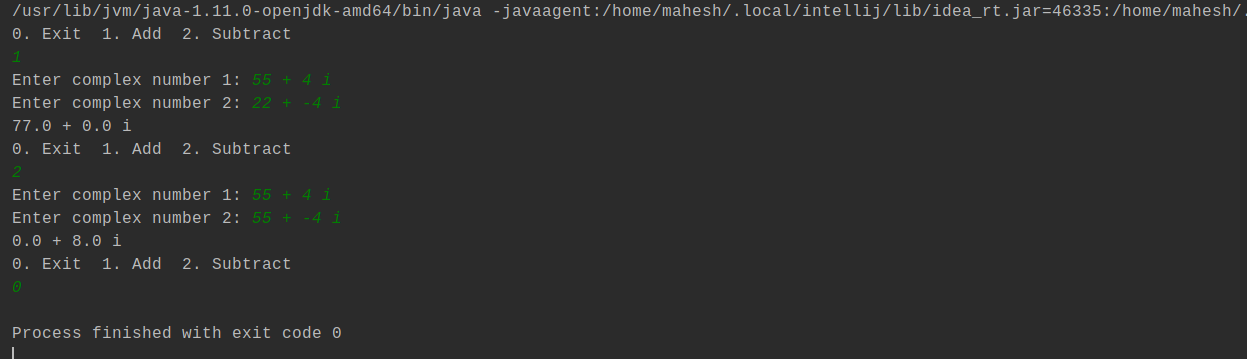 /usr/lib/jvm/java-1.11.0-openjdk-amd64/bin/java -javaagent:/home/mahesh/.local/intellij/lib/idea_rt.jar=46335:/home/mahesh/.
0. Exit  1. Add  2. Subtract
1
Enter complex number 1: 55 + 4 i
Enter complex number 2: 22 + -4 i
77.0 + 0.0 i
0. Exit  1. Add  2. Subtract
2
Enter complex number 1: 55 + 4 i
Enter complex number 2: 55 + -4 i
0.0 + 8.0 i
0. Exit  1. Add  2. Subtract
0
Process finished with exit code 0